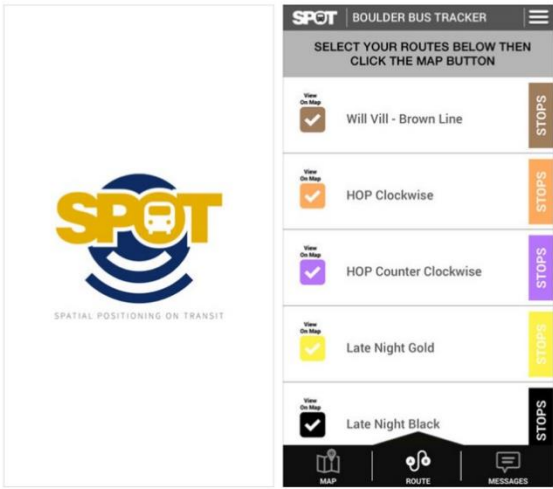 SPOT
SPATIAL POSITIONING ON TRANSIT
SPOT BOULDER BUS TRACKER
SELECT YOUR ROUTES BELOW THEN
CLICK THE MAP BUTTON
View
On Map
Will Vill - Brown Line
STOPS
View
On Map
HOP Clockwise
STOPS
View
On Map
HOP Counter Clockwise
STOPS
View
On Map
Late Night Gold
STOPS
View
On Map
Late Night Black
STOPS
MAP ROUTE MESSAGES